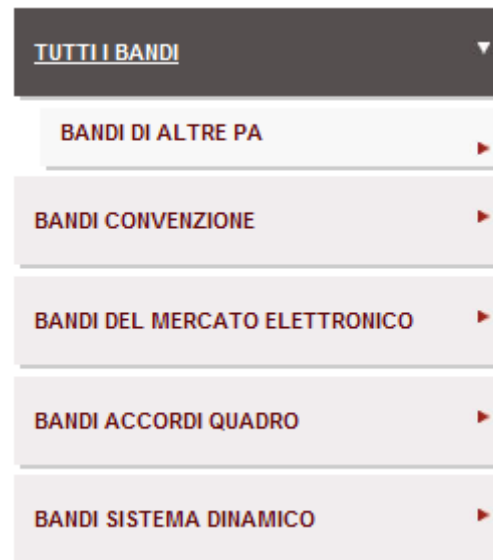 TUTTI I BANDI
BANDI DI ALTRE PA
BANDI CONVENZIONE
BANDI DEL MERCATO ELETTRONICO
BANDI ACCORDI QUADRO
BANDI SISTEMA DINAMICO